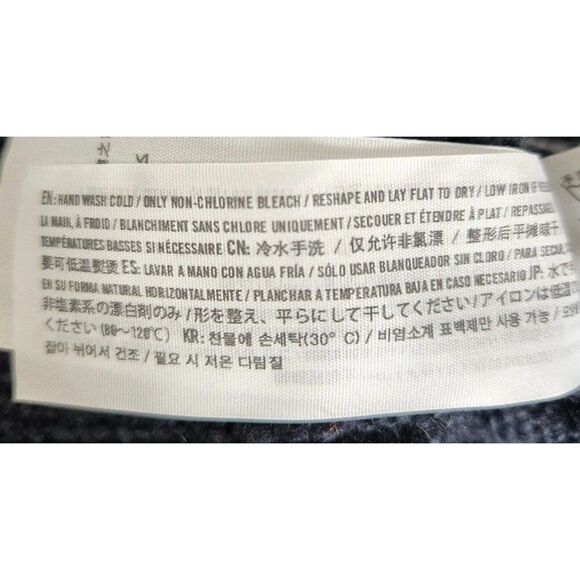 EN: HAND WASH COLD / ONLY NON-CHLORINE BLEACH / RESHAPE AND LAY FLAT TO DRY / LOW IRON IF
LA MAIN, À FROID / BLANCHIMENT SANS CHLORE UNIQUEMENT / SECOUER ET ÉTENDRE À PLAT / REPASSAGE
TEMPÉRATURES BASSES SI NÉCESSAIRE CN: 冷水手洗 / 仅允许非氯漂 / 整形后平摊晾干
要可低温熨烫 ES: LAVAR A MANO CON AGUA FRÍA / SÓLO USAR BLANQUEADOR SIN CLORO / PARA SECAR,
EN SU FORMA NATURAL HORIZONTALMENTE / PLANCHAR A TEMPERATURA BAJA EN CASO NECESARIO JP: 水で
非塩素系の漂白剤のみ / 形を整え、平らにして干してください / アイロンは低温で
ください (80～120℃) KR: 찬물에 손세탁(30° C) / 비염소계 표백제만 사용 가능 /
잡아 뉘어서 건조 / 필요 시 저온 다림질